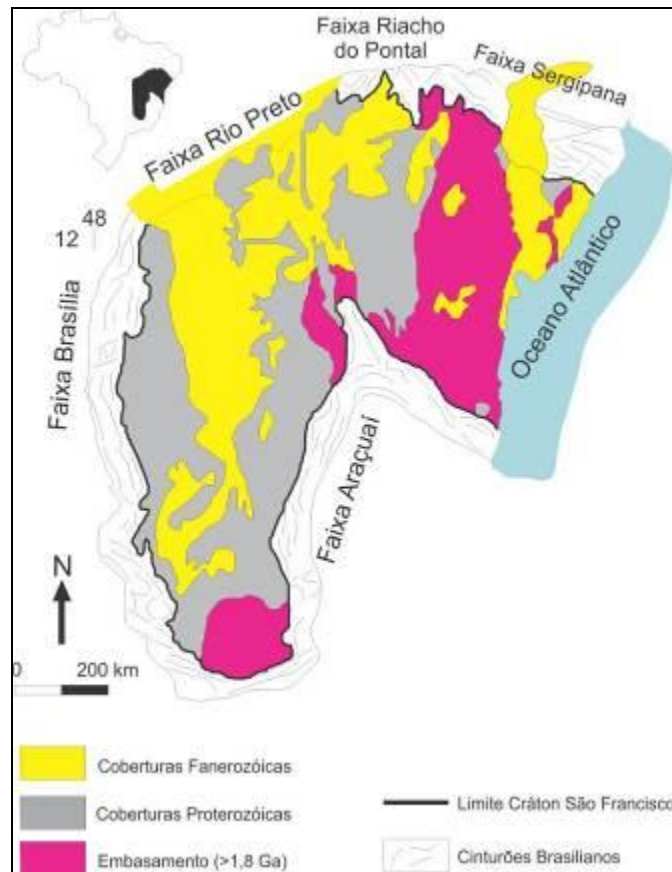 Faixa Riacho
do Pontal
Faixa Sergipana
Faixa Rio Preto
48
12
Faixa Brasília
Oceano Atlântico
Faixa Araçuaí
N
0 200 km
Coberturas Fanerozóicas
Coberturas Proterozóicas
Embasamento (>1,8 Ga)
Limite Cráton São Francisco
Cinturões Brasilianos